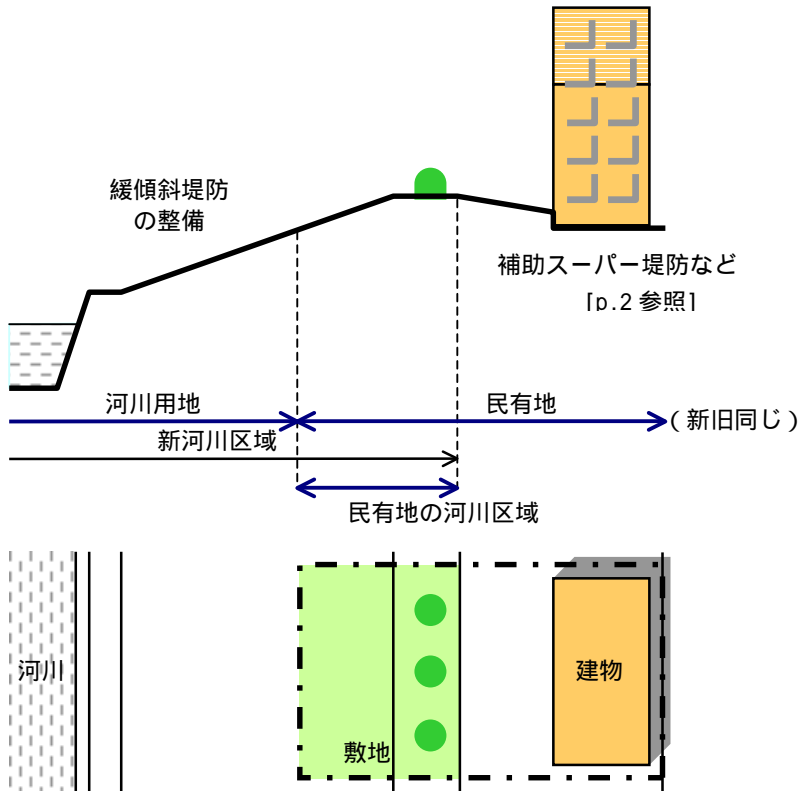 緩傾斜堤防
の整備
補助スーパー堤防など
[p.2 参照]
河川用地
民有地
(新旧同じ)
新河川区域
民有地の河川区域
河川
建物
敷地